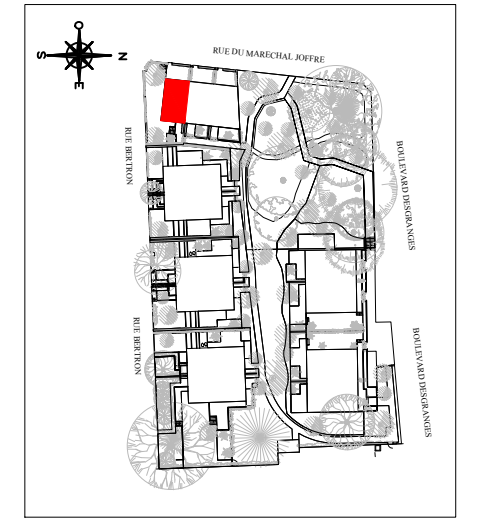 S
N
E
RUE DU MARECHAL JOFFRE
RUE BERTRON
BOULEVARD DESGRANGES
RUE BERTRON
BOULEVARD DESGRANGES